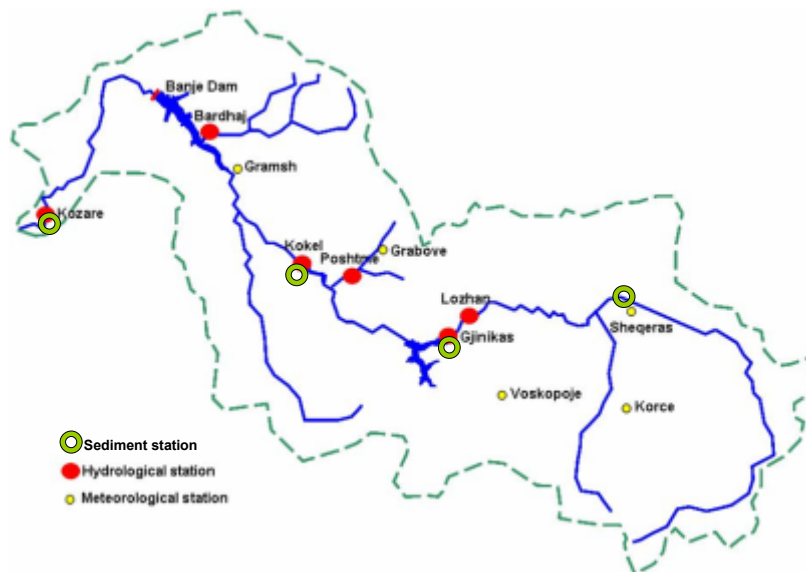 Banje Dam
Bardhaj
Gramsh
Kozare
Kokel
Poshtme
Grabove
Lozhan
Gjinikas
Sheqeras
Voskopoje
Korce
Sediment station
Hydrological station
Meteorological station